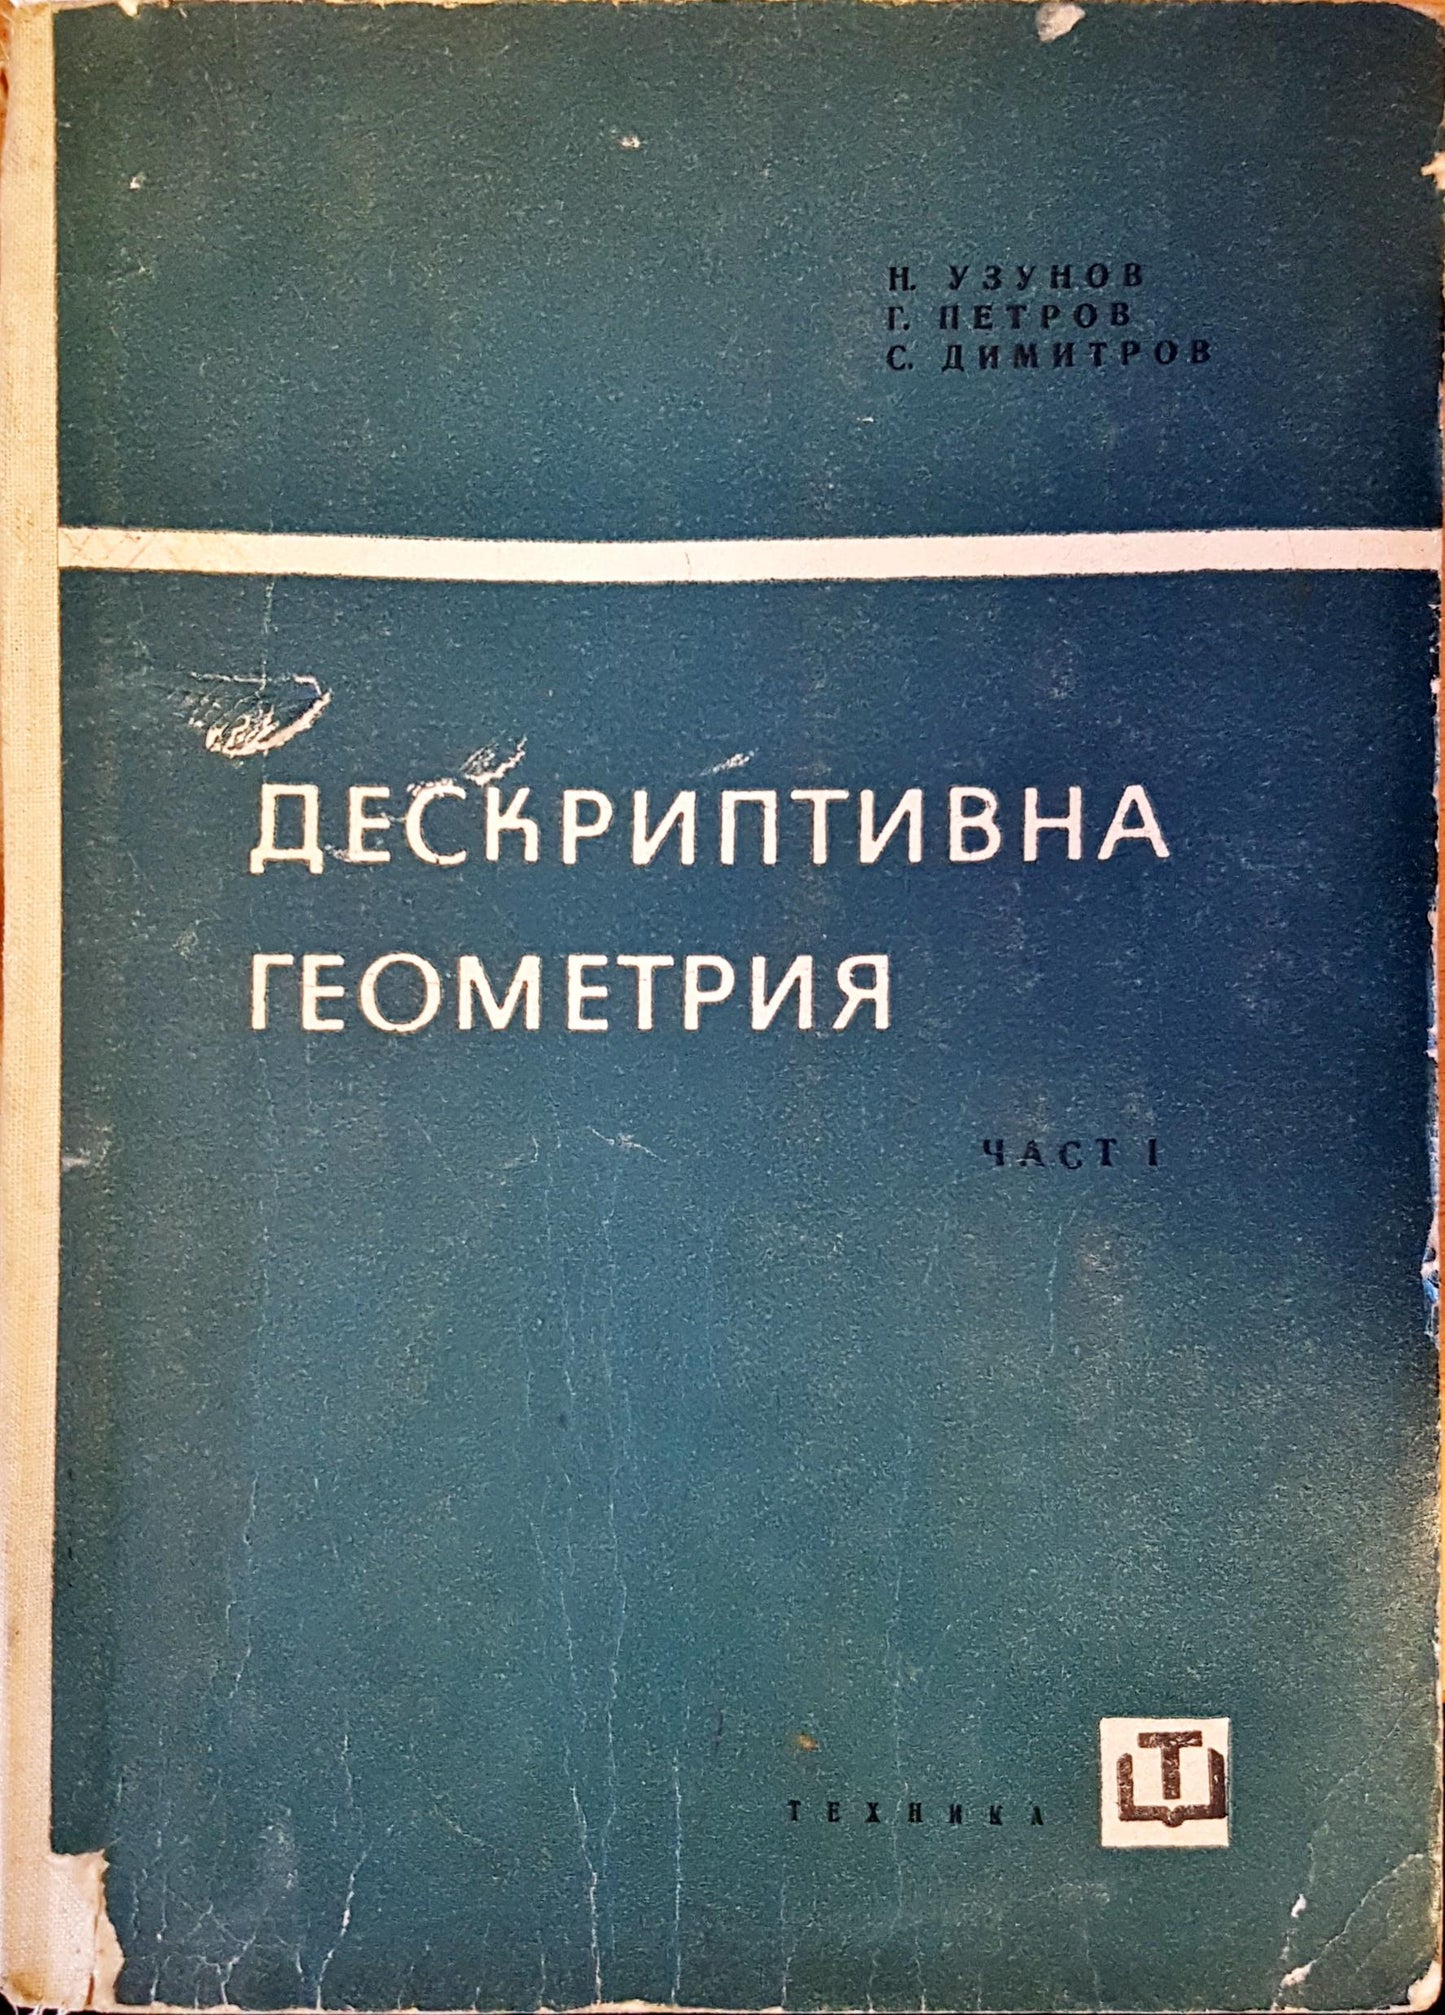 Н. УЗУНОВ
Г. ПЕТРОВ
С. ДИМИТРОВ
ДЕСКРИПТИВНА
ГЕОМЕТРИЯ
ЧАСТ I
ТЕХНИКА
Т